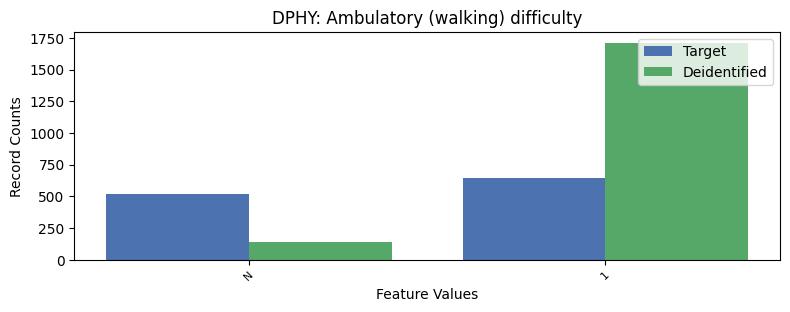 DPHY: Ambulatory (walking) difficulty
1750
1500
1250
1000
750
500
250
0
Record Counts
Target
Deidentified
N
1
Feature Values